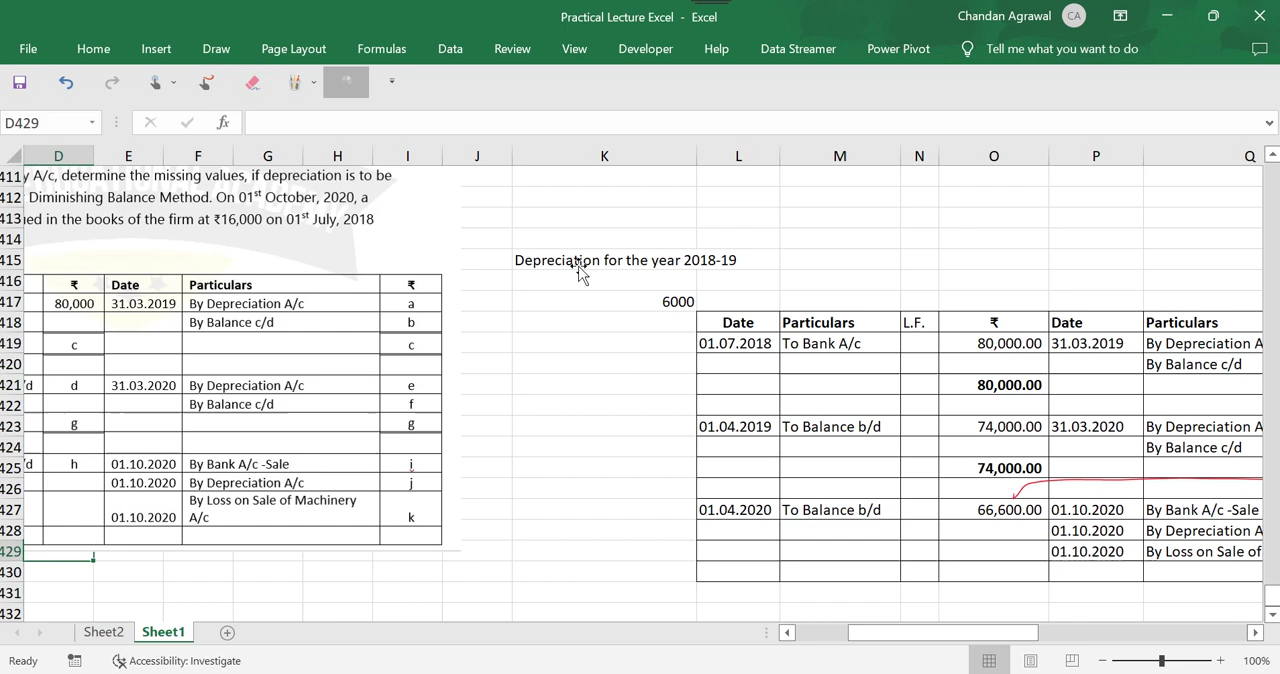 Practical Lecture Excel - Excel
Chandan Agrawal CA
File Home Insert Draw Page Layout Formulas Data Review View Developer Help Data Streamer Power Pivot Tell me what you want to do
D429 fx
D E F G H I J K L M N O P Q
411 y A/c, determine the missing values, if depreciation is to be
412 Diminishing Balance Method. On 01st October, 2020, a
413 ned in the books of the firm at ₹16,000 on 01st July, 2018
414
415 Depreciation for the year 2018-19
416 ₹ Date Particulars ₹
417 80,000 31.03.2019 By Depreciation A/c a 6000
418 By Balance c/d b Date Particulars L.F. ₹ Date Particulars
419 c c 01.07.2018 To Bank A/c 80,000.00 31.03.2019 By Depreciation A
420 By Balance c/d
421 /d d 31.03.2020 By Depreciation A/c e 80,000.00
422 By Balance c/d f
423 g g 01.04.2019 To Balance b/d 74,000.00 31.03.2020 By Depreciation A
424 By Balance c/d
425 /d h 01.10.2020 By Bank A/c -Sale i 74,000.00
426 01.10.2020 By Depreciation A/c j
427 By Loss on Sale of Machinery 01.04.2020 To Balance b/d 66,600.00 01.10.2020 By Bank A/c -Sale
01.10.2020 A/c k
428 01.10.2020 By Depreciation A
429 01.10.2020 By Loss on Sale of
430
431
432
Sheet2 Sheet1
Ready Accessibility: Investigate 100%